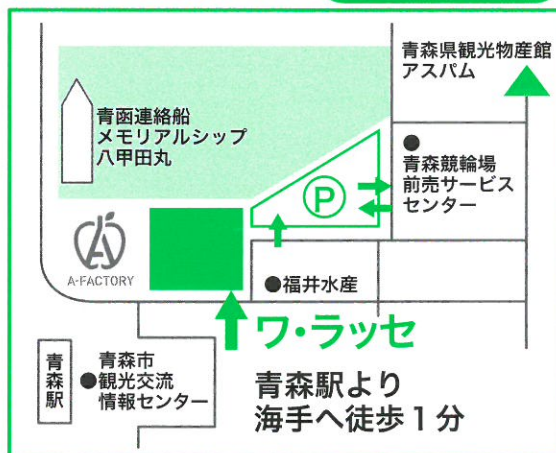 青森県観光物産館
アスパム
青函連絡船
メモリアルシップ
八甲田丸
青森競輪場
前売サービス
センター
P
A-FACTORY
福井水産
ワ・ラッセ
青森駅
青森市
観光交流
情報センター
青森駅より
海手へ徒歩1分